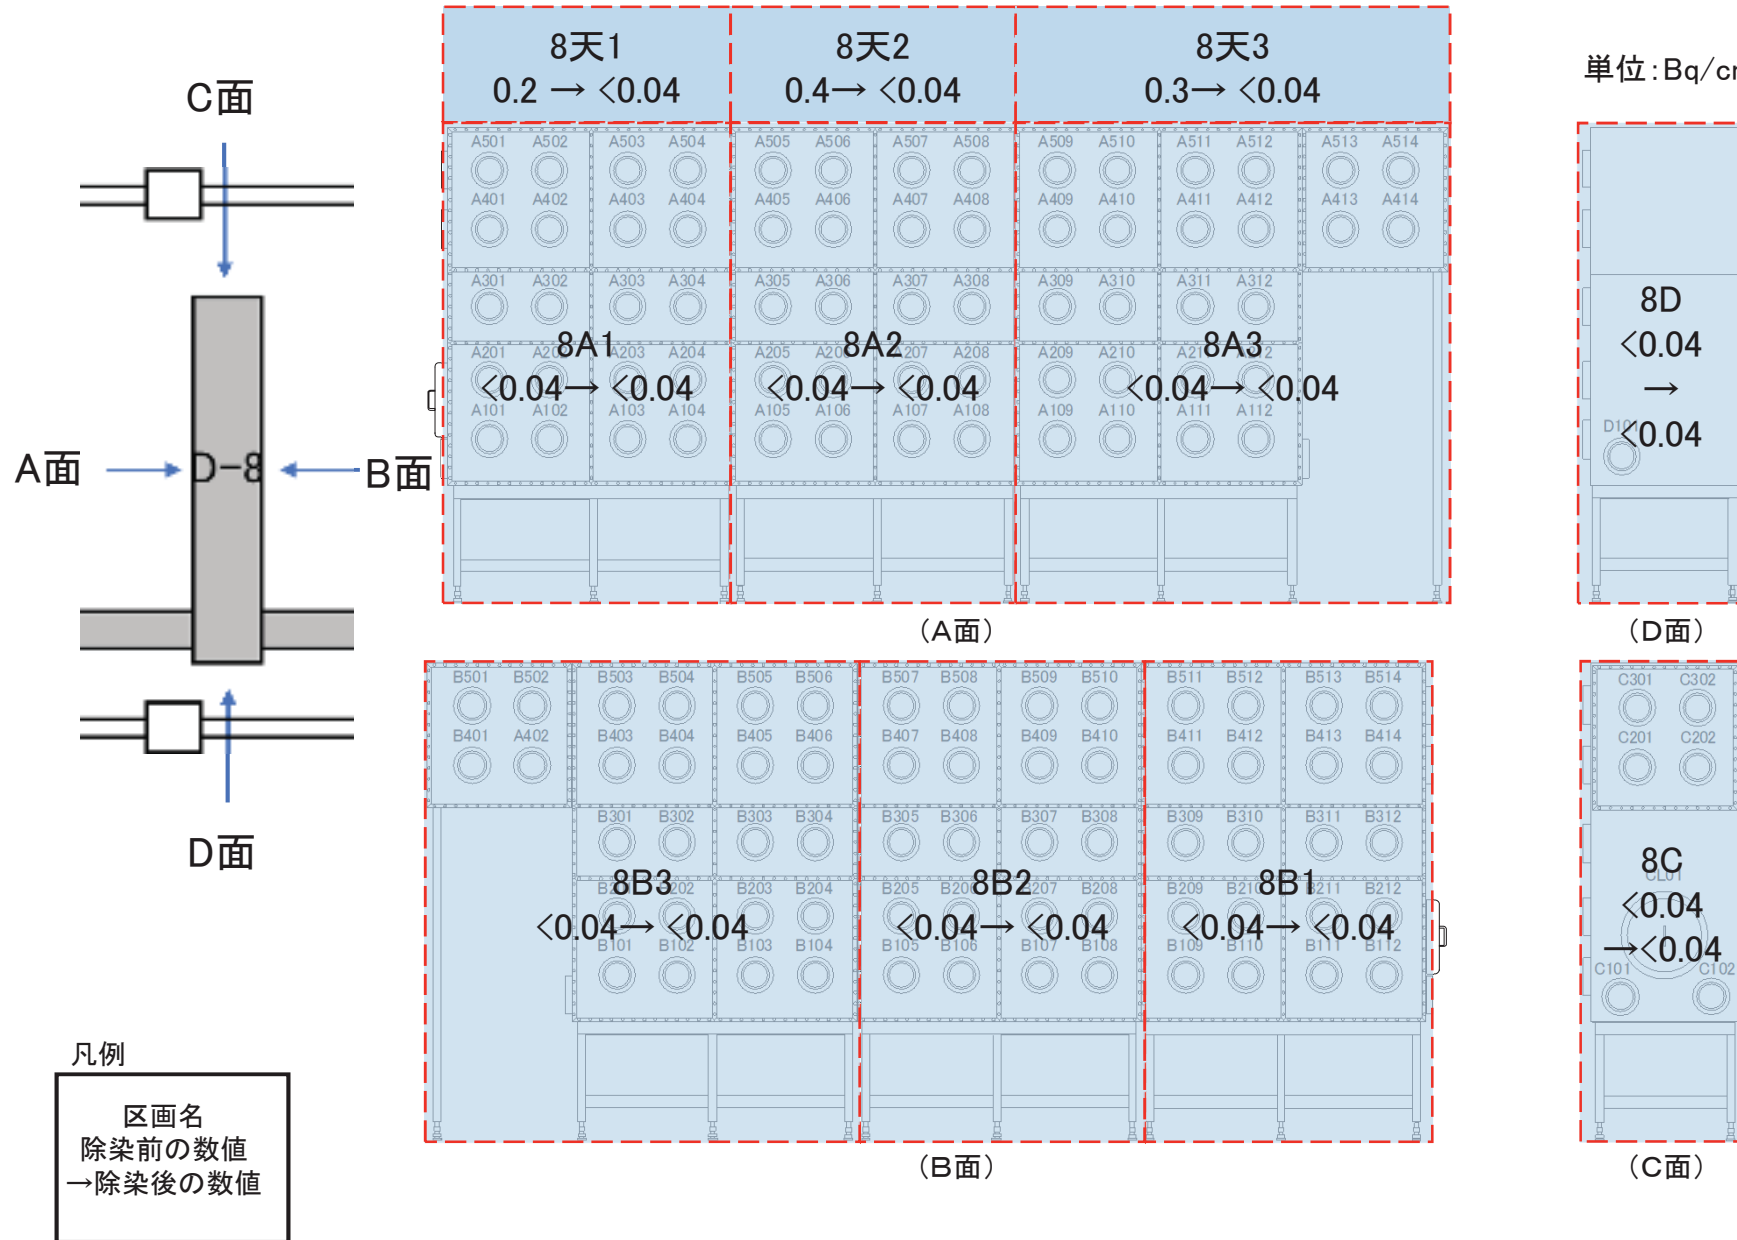 C面
A面
D-8
B面
D面
凡例
区画名
除染前の数値
→除染後の数値
8天1
0.2 → <0.04
8天2
0.4→ <0.04
8天3
0.3→ <0.04
単位:Bq/cm
A501 A502 A503 A504 A505 A506 A507 A508 A509 A510 A511 A512 A513 A514
A401 A402 A403 A404 A405 A406 A407 A408 A409 A410 A411 A412 A413 A414
A301 A302 A303 A304 A305 A306 A307 A308 A309 A310 A311 A312
8A1
8A2
8A3
A201 A203 A204 A205 A208 A209 A210
<0.04→ <0.04
<0.04→ <0.04
<0.04→ <0.04
A101 A102 A103 A104 A105 A106 A107 A108 A109 A110 A111 A112
(A面)
8D
<0.04
→
<0.04
D101
(D面)
B501 B502 B503 B504 B505 B506 B507 B508 B509 B510 B511 B512 B513 B514
B401 A402 B403 B404 B405 B406 B407 B408 B409 B410 B411 B412 B413 B414
B301 B302 B303 B304 B305 B306 B307 B308 B309 B310 B311 B312
8B3
8B2
8B1
B203 B204 B205 B208 B209 B211 B212
<0.04→ <0.04
<0.04→ <0.04
<0.04→ <0.04
B101 B102 B103 B104 B105 B106 B107 B108 B109 B110 B111 B112
(B面)
C301 C302
C201 C202
8C
CL01
<0.04
→<0.04
C101 C102
(C面)